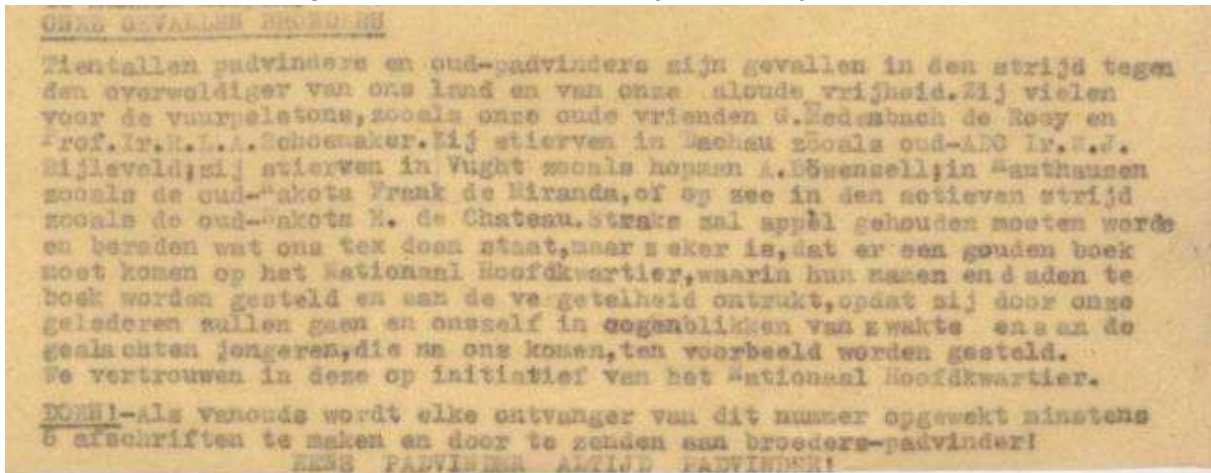 ONZE GEVALLEN BROEDERS
Tientallen padvinders en oud-padvinders zijn gevallen in den strijd tegen
den overweldiger van ons land en van onze aloude vrijheid.Zij vielen
voor de vuurpeletons,zooals onze oude vrienden G.Hedenbach de Rooy en
Prof.Ir.R.L.A.Schoemaker.Zij stierven in Dachau zooals oud-ADC Ir.
Bijleveld;zij stierven in Vught zooals hopman in Mauthausen
zooals de oud-Dakota Frank de Miranda,of op zee in den actieven strijd
zooals de oud-Dakota M. de Chateau.Straks zal appèl gehouden moeten worde
en beraden wat ons tex doen staat,maar zeker is,dat er een gouden boek
moet komen op het Nationaal Hoofdkwartier,waarin hun namen en d aden te
boek worden gesteld en aan de vergetelheid ontrukt,opdat zij door onze
gelederen zullen gaan en onszelf in oogenblikken van zwakte en aan de
geslachten jongeren,die na ons komen,ten voorbeeld worden gesteld.
We vertrouwen in deze op initiatief van het Nationaal Hoofdkwartier.
DOEN!-Als vanouds wordt elke ontvanger van dit nummer opgewekt minstens
6 afschriften te maken en door te zenden aan broeders-padvinder!
EENS PADVINDER ALTIJD PADVINDER!